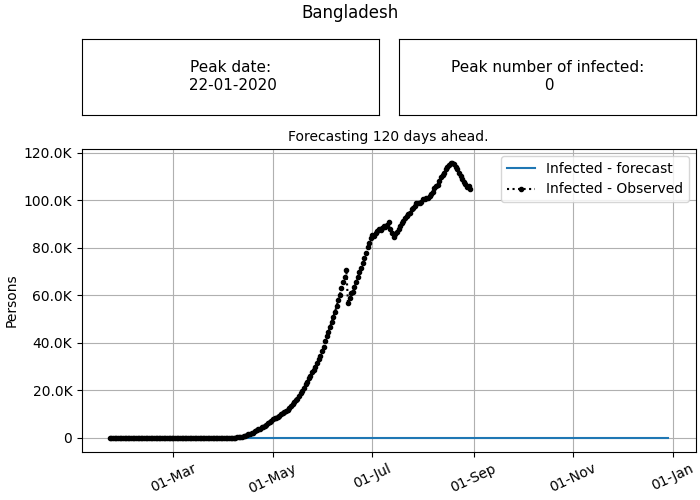 Bangladesh
Peak date:
22-01-2020
Peak number of infected:
0
Forecasting 120 days ahead.
120.0K
100.0K
80.0K
60.0K
40.0K
20.0K
0
Persons
Infected - forecast
Infected - Observed
01-Mar
01-May
01-Jul
01-Sep
01-Nov
01-Jan